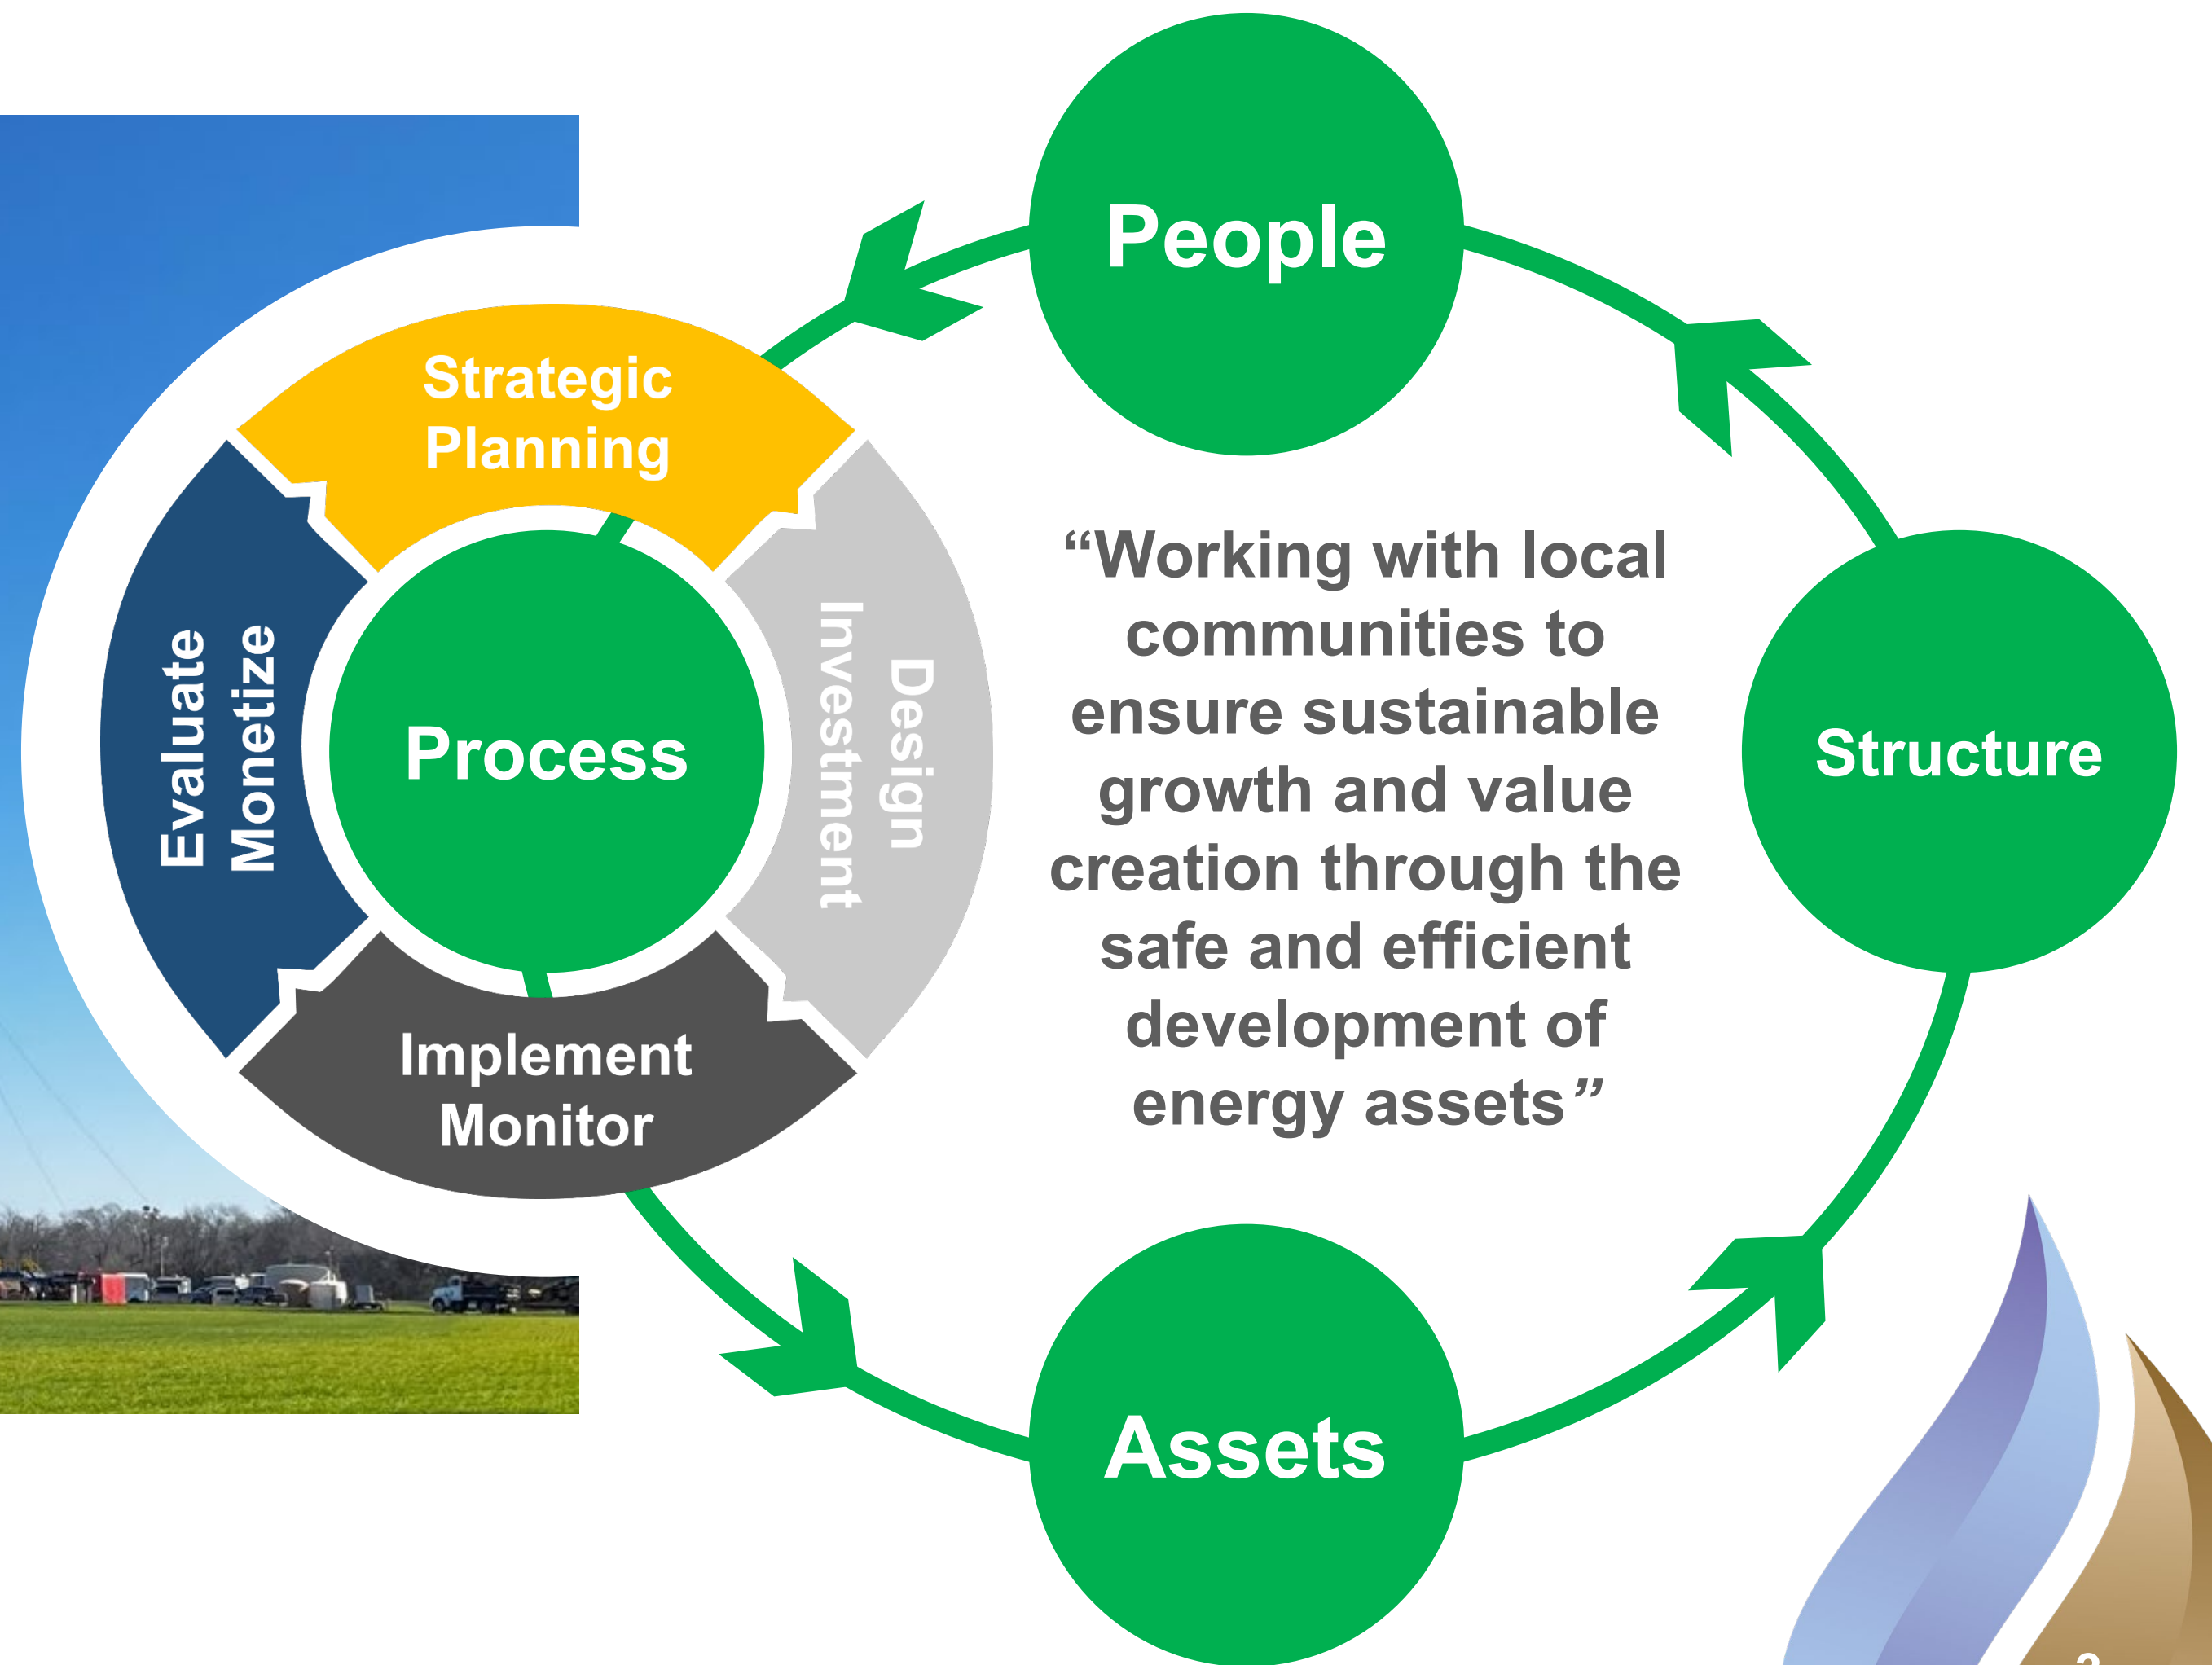 People
Strategic
Planning
Evaluate
Monetize
Process
Design
Investment
Implement
Monitor
“Working with local
communities to
ensure sustainable
growth and value
creation through the
safe and efficient
development of
energy assets”
Structure
Assets